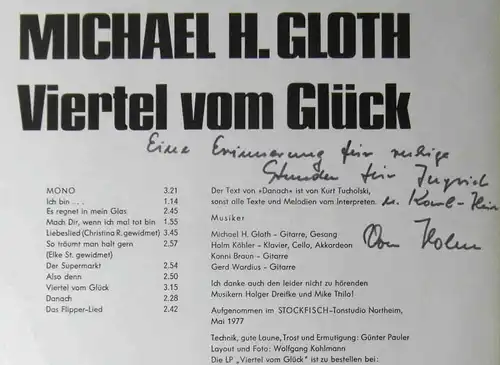 MICHAEL H. GLOTH
Viertel vom Glück
Eine Erinnerung für ruhige
Stunden für Ingrid
u. Karl-Hein
Von Holm
MONO 3.21
Ich bin . . . 1.14
Es regnet in mein Glas 2.45
Mach Dir, wenn ich mal tot bin 1.55
Liebeslied (Christina R. gewidmet) 3.45
So träumt man halt gern 2.57
(Elke St. gewidmet)
Der Supermarkt 2.54
Also denn 2.50
Viertel vom Glück 3.15
Danach 2.28
Das Flipper-Lied 2.42
Der Text von »Danach« ist von Kurt Tucholski,
sonst alle Texte und Melodien vom Interpreten.
Musiker
Michael H. Gloth - Gitarre, Gesang
Holm Köhler - Klavier, Cello, Akkordeon
Konni Braun - Gitarre
Gerd Wardius - Gitarre
Ich danke auch den leider nicht zu hörenden
Musikern Holger Dreifke und Mike Thrilo!
Aufgenommen im STOCKFISCH-Tonstudio Northeim,
Mai 1977
Technik, gute Laune, Trost und Ermutigung: Günter Pauler
Layout und Foto: Wolfgang Kohlmann
Die LP „Viertel vom Glück" ist zu bestellen bei: